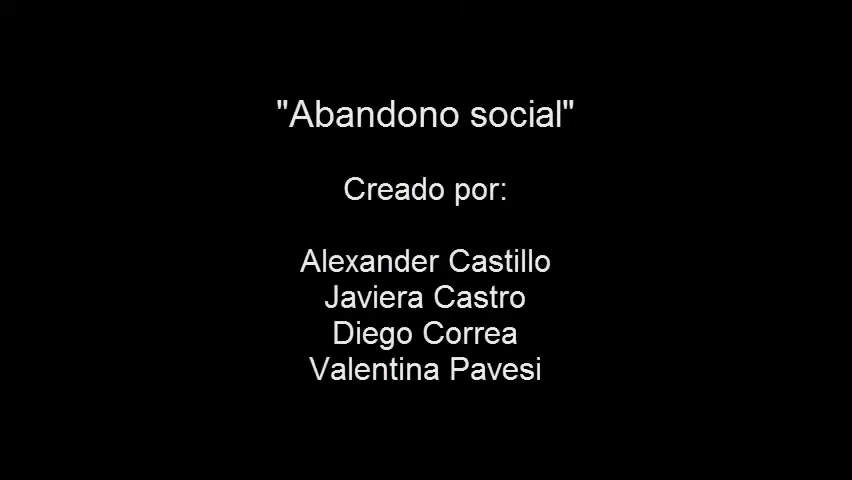 "Abandono social"
Creado por:
Alexander Castillo
Javiera Castro
Diego Correa
Valentina Pavesi